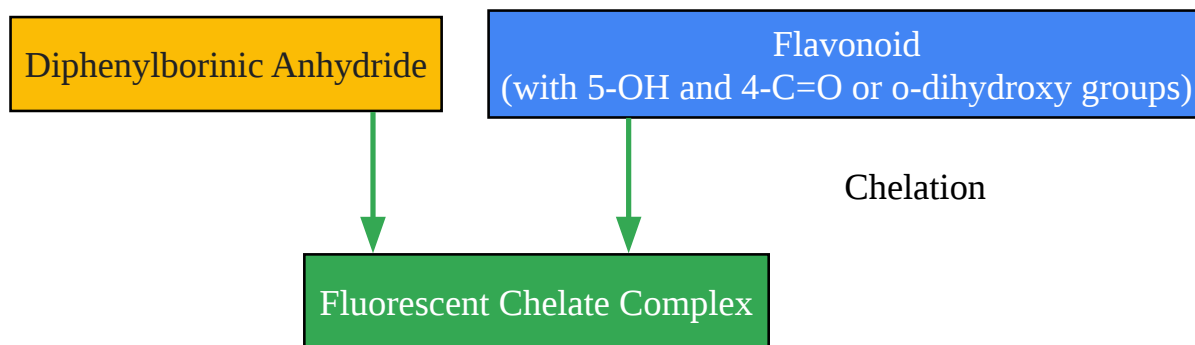 Diphenylborinic Anhydride
Flavonoid
(with 5-OH and 4-C=O or o-dihydroxy groups)
Chelation
Fluorescent Chelate Complex